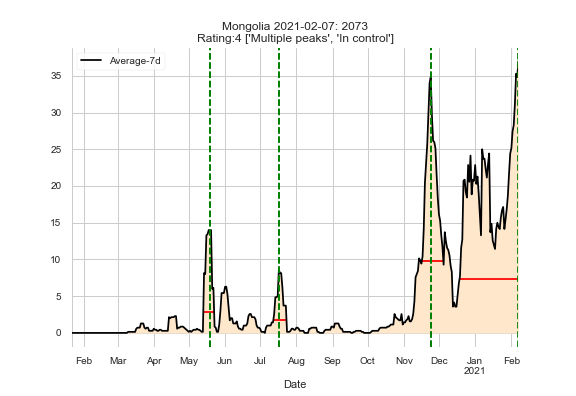 Mongolia 2021-02-07: 2073
Rating:4 ['Multiple peaks', 'In control']
Average-7d
35
30
25
20
15
10
5
0
Feb Mar Apr May Jun Jul Aug Sep Oct Nov Dec Jan Feb
2021
Date